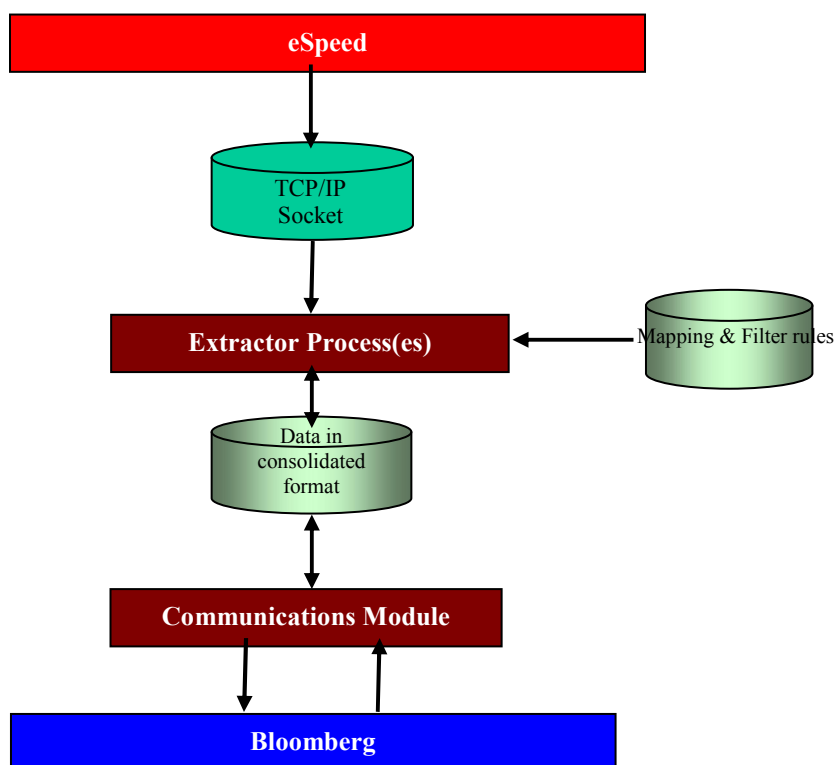 eSpeed
TCP/IP
Socket
Extractor Process(es)
Mapping & Filter rules
Data in
consolidated
format
Communications Module
Bloomberg